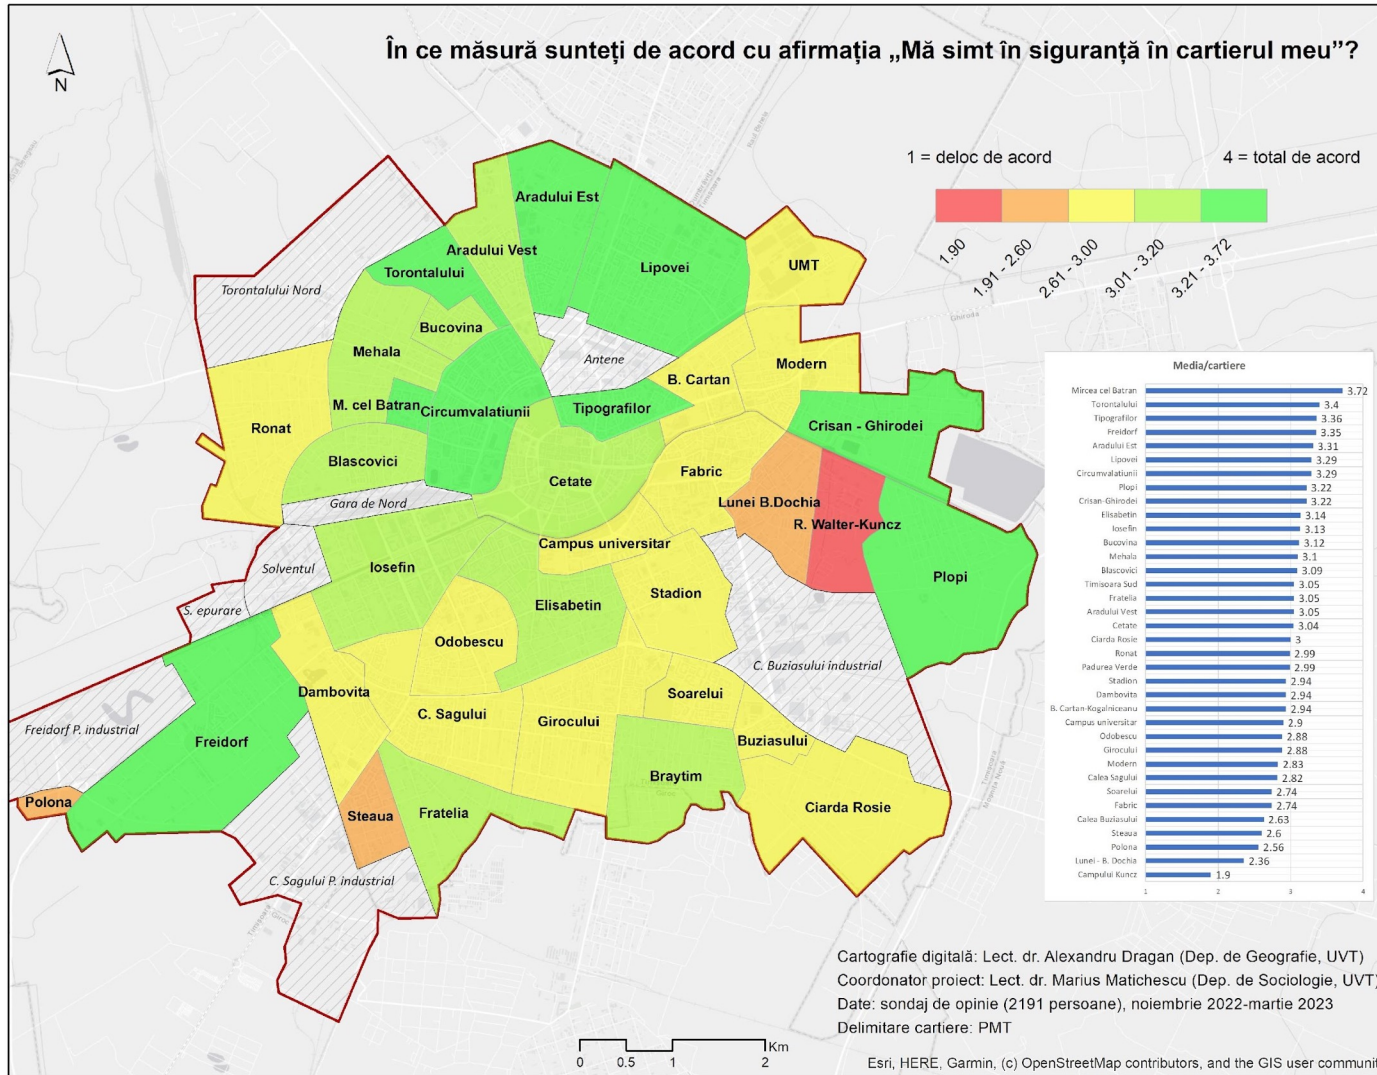 În ce măsură sunteți de acord cu afirmația „Mă simt în siguranță în cartierul meu”?
N
1 = deloc de acord
4 = total de acord
1.90
1.91 - 2.60
2.61 - 3.00
3.01 - 3.20
3.21 - 3.72
Aradului Est
Aradului Vest
Lipovei
UMT
Torontalului
Torontalului Nord
Bucovina
Mehala
Antene
Modern
B. Cartan
M. cel Batran
Circumvalatiunii
Tipografilor
Crisan - Ghirodei
Ronat
Blascovici
Cetate
Fabric
Gara de Nord
Lunei B.Dochia
R. Walter-Kuncz
Campus universitar
Iosefin
Solventul
Plopi
Stadion
Elisabetin
S. epurare
Odobescu
C. Buziasului industrial
Dambovita
Soarelui
C. Sagului
Girocului
Freidorf P. industrial
Freidorf
Buziasului
Braytim
Polona
Steaua
Fratelia
Ciarda Rosie
C. Sagului P. industrial
Ghiroda
Media/cartiere
Mircea cel Batran 3.72
Torontalului 3.4
Tipografilor 3.36
Freidorf 3.35
Aradului Est 3.31
Lipovei 3.29
Circumvalatiunii 3.29
Plopi 3.22
Crisan-Ghirodei 3.22
Elisabetin 3.14
Iosefin 3.13
Bucovina 3.12
Mehala 3.1
Blascovici 3.09
Timisoara Sud 3.05
Fratelia 3.05
Aradului Vest 3.05
Cetate 3.04
Ciarda Rosie 3
Ronat 2.99
Padurea Verde 2.99
Stadion 2.94
Dambovita 2.94
B. Cartan-Kogalniceanu 2.94
Campus universitar 2.9
Odobescu 2.88
Girocului 2.88
Modern 2.83
Calea Sagului 2.82
Soarelui 2.74
Fabric 2.74
Calea Buziasului 2.63
Steaua 2.6
Polona 2.56
Lunei - B. Dochia 2.36
Campului Kuncz 1.9
1 2 3 4
Cartografie digitală: Lect. dr. Alexandru Dragan (Dep. de Geografie, UVT)
Coordonator proiect: Lect. dr. Marius Matichescu (Dep. de Sociologie, UVT)
Date: sondaj de opinie (2191 persoane), noiembrie 2022-martie 2023
Delimitare cartiere: PMT
Km
0 0.5 1 2
Esri, HERE, Garmin, (c) OpenStreetMap contributors, and the GIS user communit